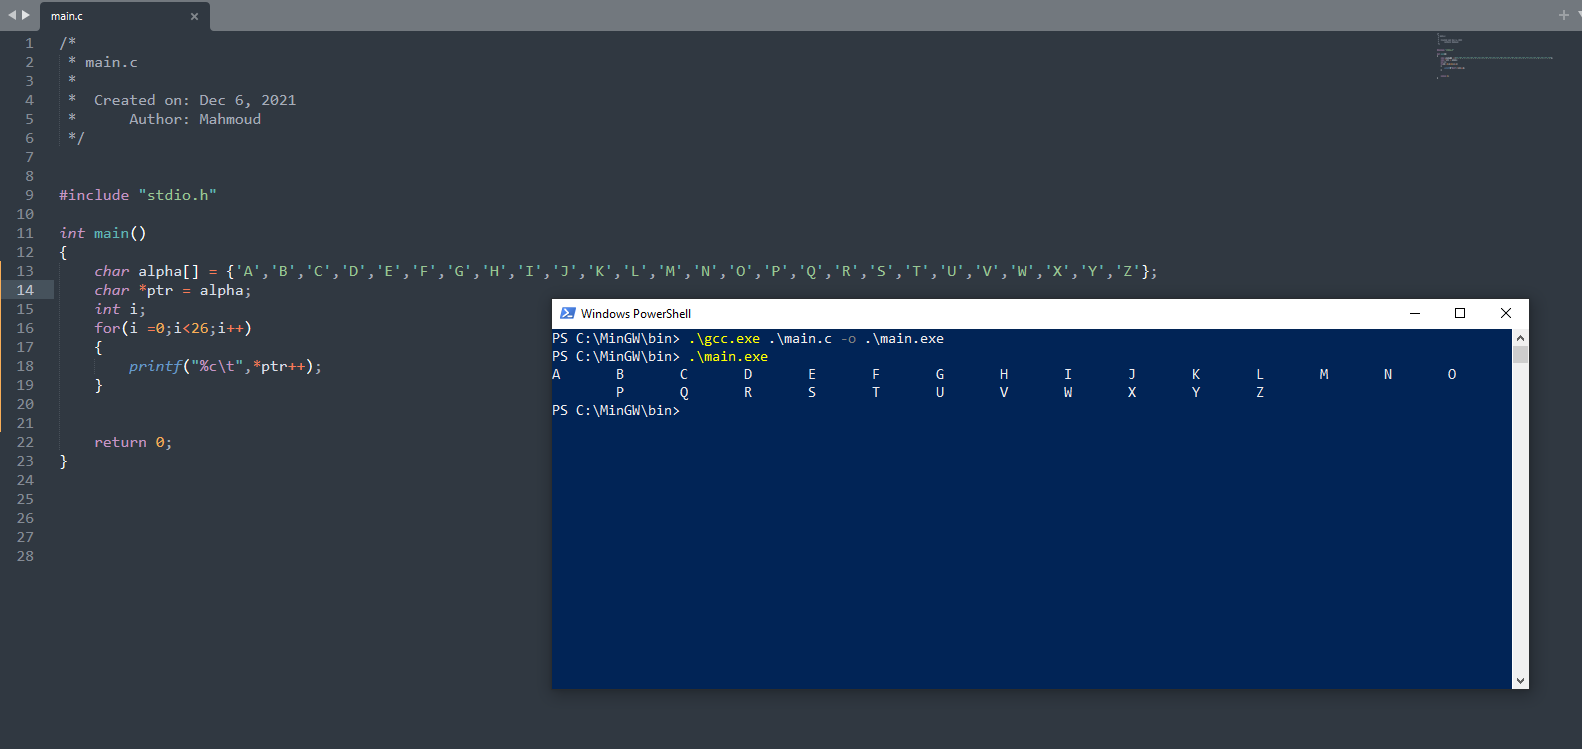 main.c
1 /*
2  * main.c
3  *
4  *  Created on: Dec 6, 2021
5  *      Author: Mahmoud
6  */
7
8
9 #include "stdio.h"
10
11 int main()
12 {
13     char alpha[] = {'A','B','C','D','E','F','G','H','I','J','K','L','M','N','O','P','Q','R','S','T','U','V','W','X','Y','Z'};
14     char *ptr = alpha;
15     int i;
16     for(i =0;i<26;i++)
17     {
18         printf("%c\t",*ptr++);
19     }
20
21
22     return 0;
23 }
24
25
26
27
28
Windows PowerShell
PS C:\MinGW\bin> .\gcc.exe .\main.c -o .\main.exe
PS C:\MinGW\bin> .\main.exe
A       B       C       D       E       F       G       H       I       J       K       L       M       N       O
        P       Q       R       S       T       U       V       W       X       Y       Z
PS C:\MinGW\bin>